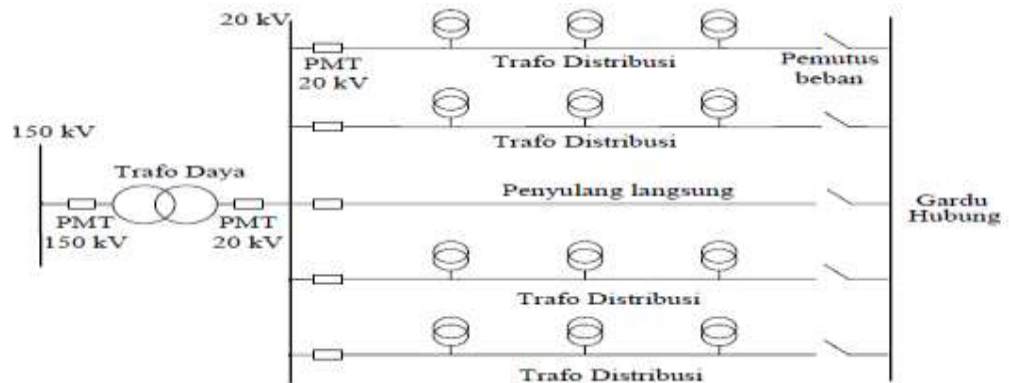 20 kV
PMT
20 kV
Trafo Distribusi
Pemutus
beban
150 kV
Trafo Distribusi
Trafo Daya
Penyulang langsung
PMT
150 kV
PMT
20 kV
Gardu
Hubung
Trafo Distribusi
Trafo Distribusi